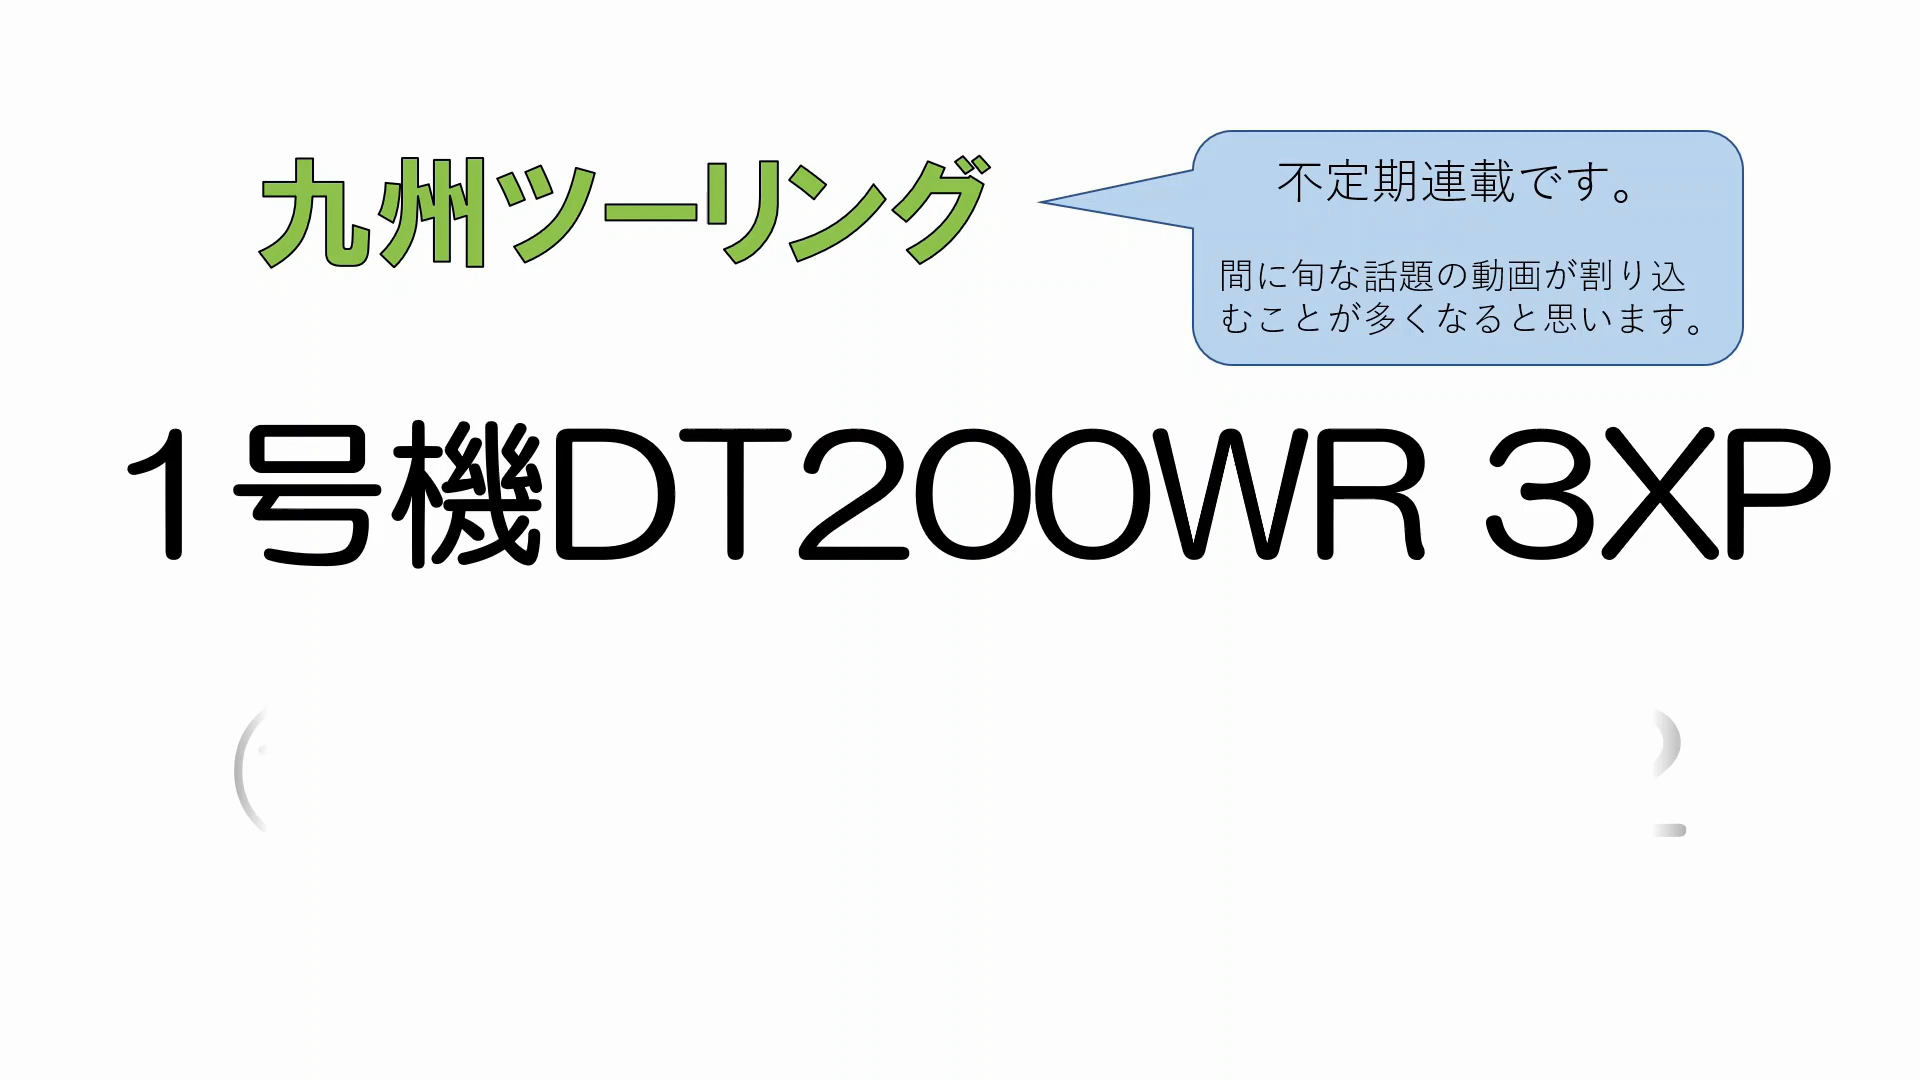 九州ツーリング
不定期連載です。
間に旬な話題の動画が割り込
むことが多くなると思います。
1号機DT200WR 3XP